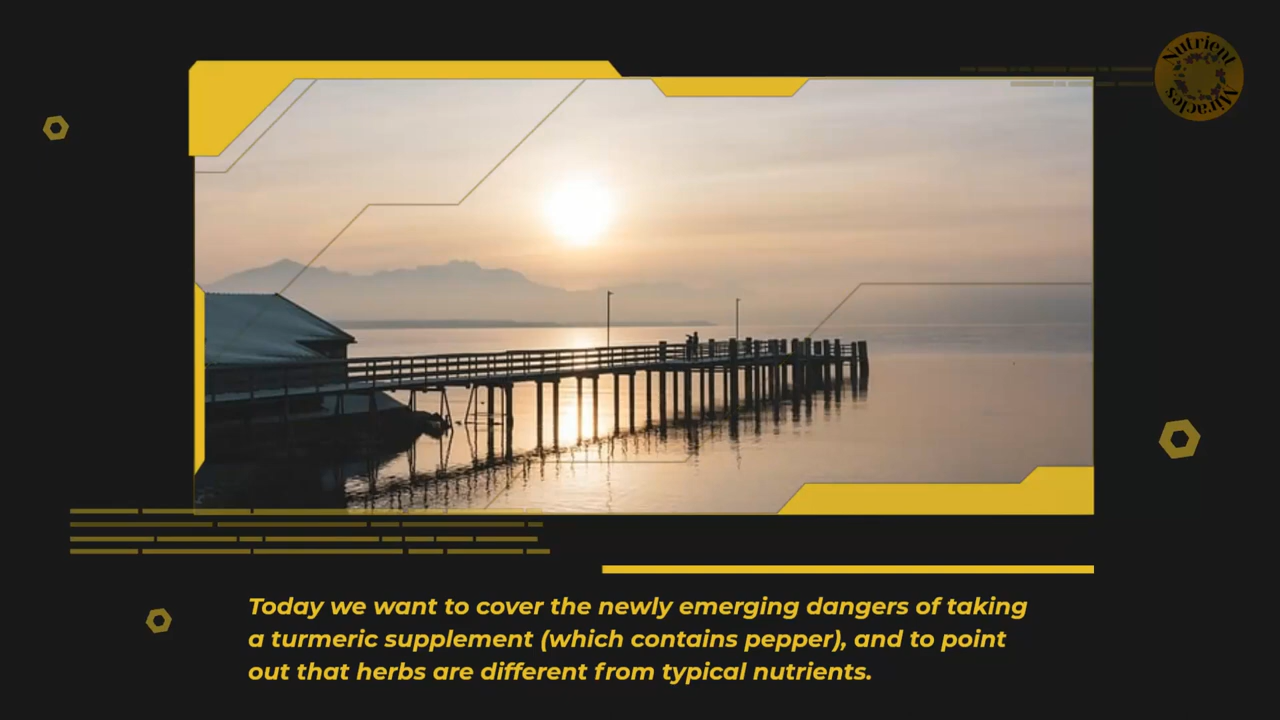 Nutrient
Miracles
Today we want to cover the newly emerging dangers of taking
a turmeric supplement (which contains pepper), and to point
out that herbs are different from typical nutrients.